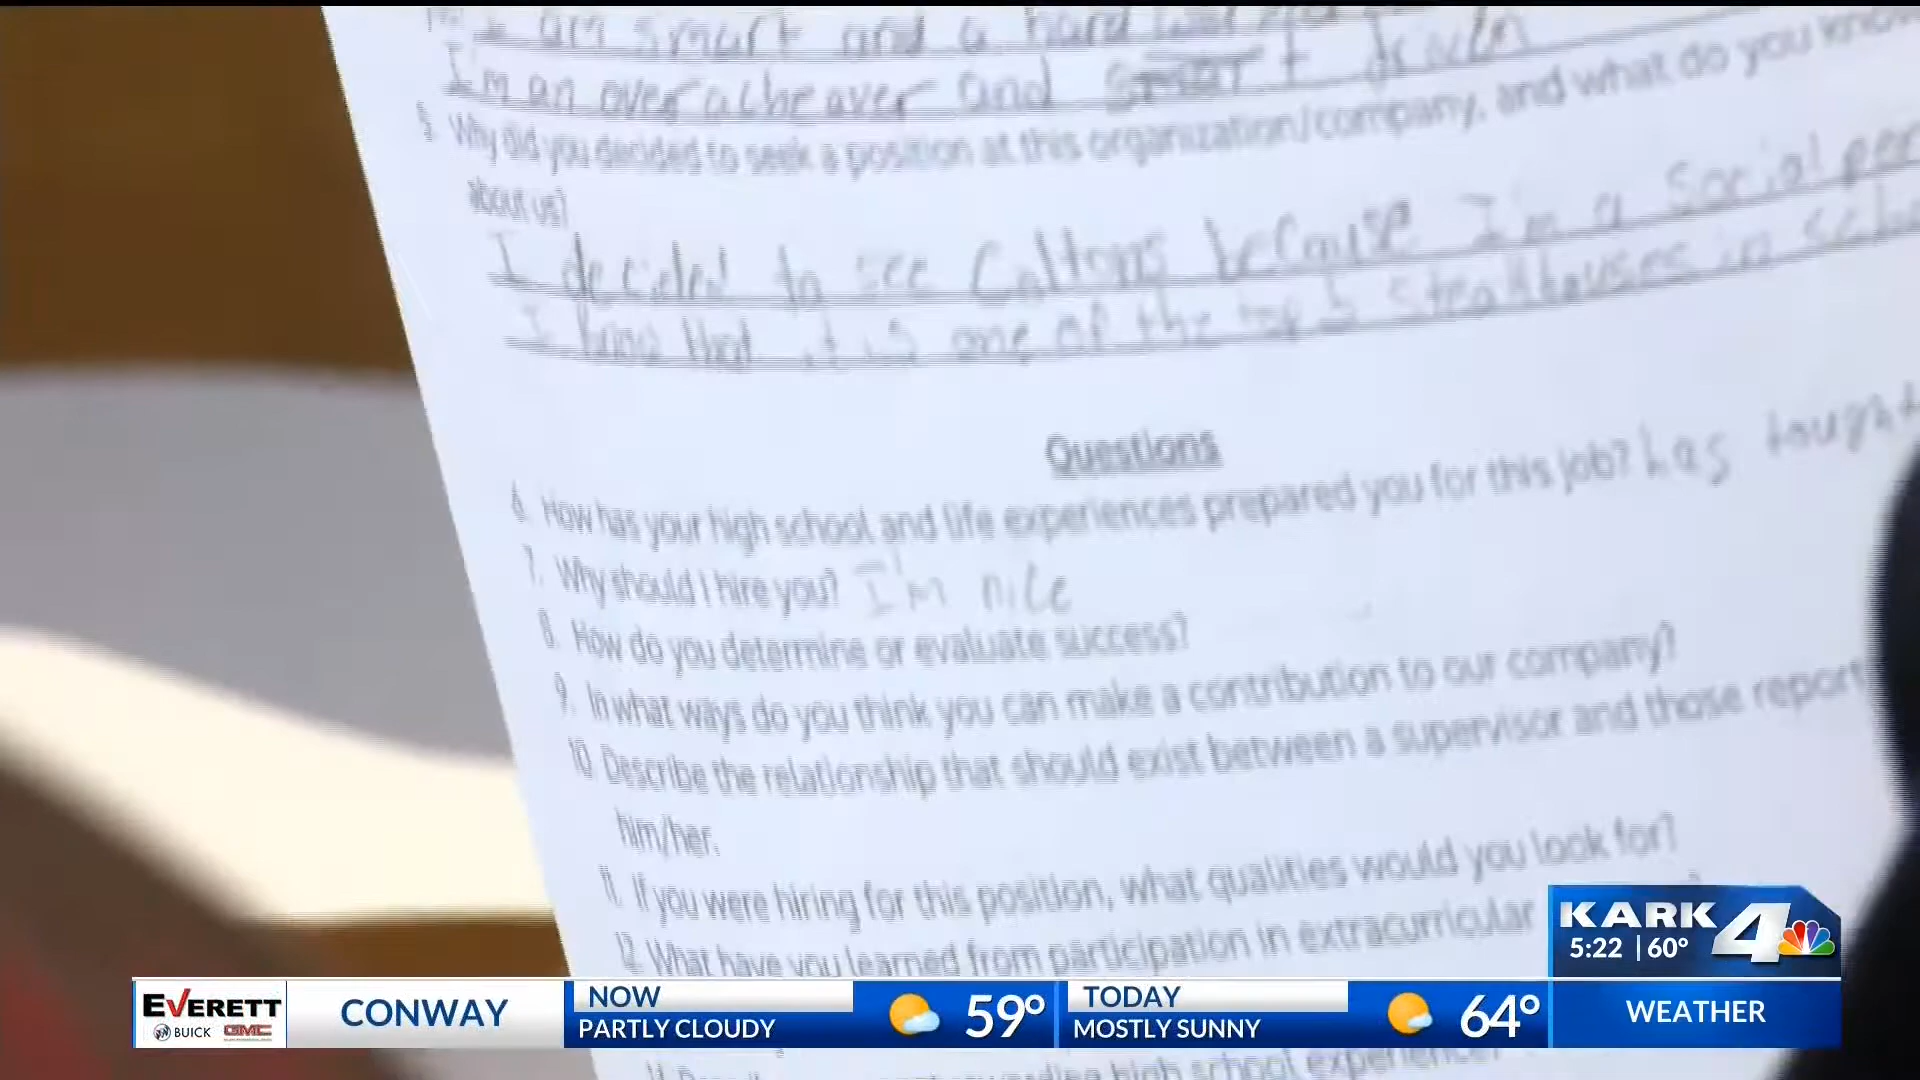 I am smart and a hard
I'm an over acheaver and smart driven
5. Why did you decided to seek a position at this organization/company, and what do you know
about us?
I decided to see Coltons because I'm a Social per
I know that it is one of the top 5 steakhouses in
Questions
6. How has your high school and life experiences prepared you for this job? has tought
7. Why should I hire you? I'm nice
8. How do you determine or evaluate success?
9. In what ways do you think you can make a contribution to our company?
10. Describe the relationship that should exist between a supervisor and those report
him/her.
11. If you were hiring for this position, what qualities would you look for?
12. What have you learned from participation in extracurricular
high school experience?
KARK 4
5:22 | 60°
EVERETT
BUICK GMC
CONWAY
NOW
PARTLY CLOUDY
59°
TODAY
MOSTLY SUNNY
64°
WEATHER